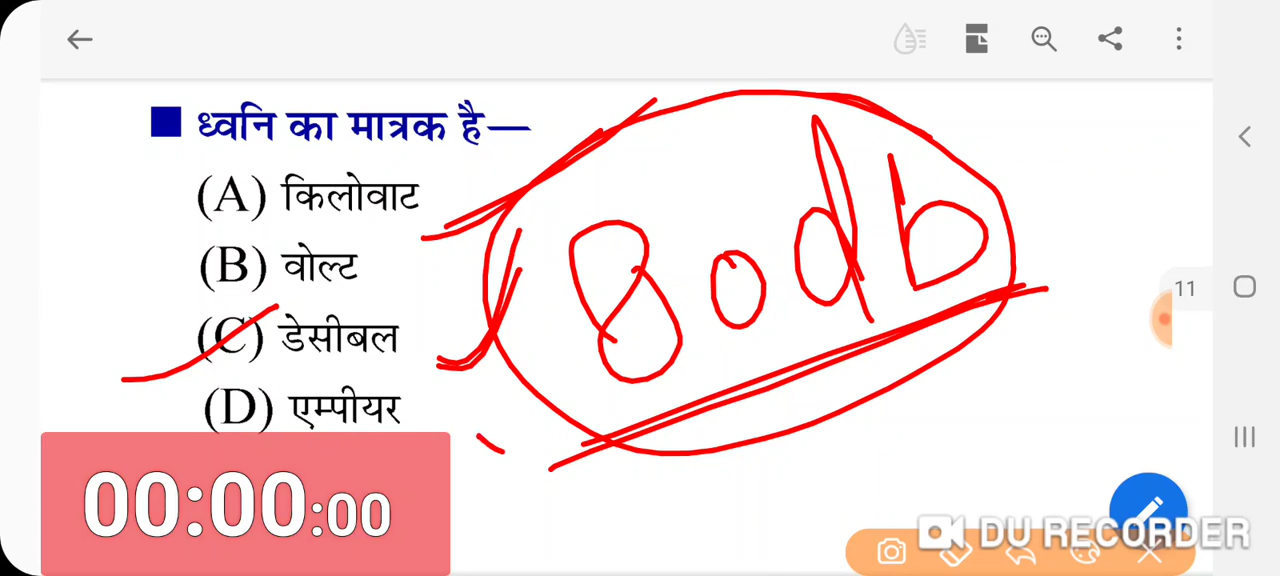 ■ ध्वनि का मात्रक है—
(A) किलोवाट
(B) वोल्ट
(C) डेसीबल
(D) एम्पीयर
80db
11
00:00:00
DU RECORDER